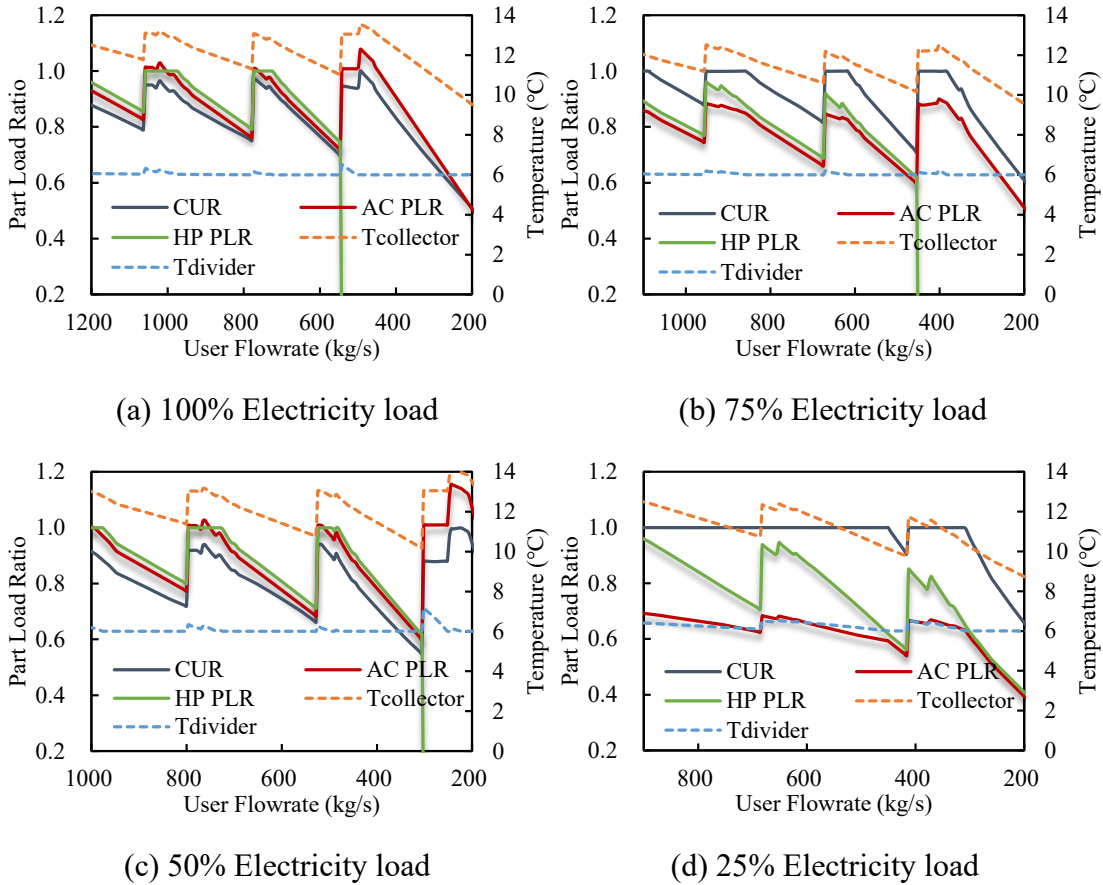 1.2
1.0
0.8
0.6
0.4
0.2
Part Load Ratio
14
12
10
8
6
4
2
0
Temperature (℃)
CUR
AC PLR
HP PLR
Tcollector
Tdivider
1200 1000 800 600 400 200
User Flowrate (kg/s)
(a) 100% Electricity load
1.2
1.0
0.8
0.6
0.4
0.2
Part Load Ratio
14
12
10
8
6
4
2
0
Temperature (℃)
CUR
AC PLR
HP PLR
Tcollector
Tdivider
1000 800 600 400 200
User Flowrate (kg/s)
(b) 75% Electricity load
1.2
1.0
0.8
0.6
0.4
0.2
Part Load Ratio
14
12
10
8
6
4
2
0
Temperature (℃)
CUR
AC PLR
HP PLR
Tcollector
Tdivider
1000 800 600 400 200
User Flowrate (kg/s)
(c) 50% Electricity load
1.2
1.0
0.8
0.6
0.4
0.2
Part Load Ratio
14
12
10
8
6
4
2
0
Temperature (℃)
CUR
AC PLR
HP PLR
Tcollector
Tdivider
800 600 400 200
User Flowrate (kg/s)
(d) 25% Electricity load